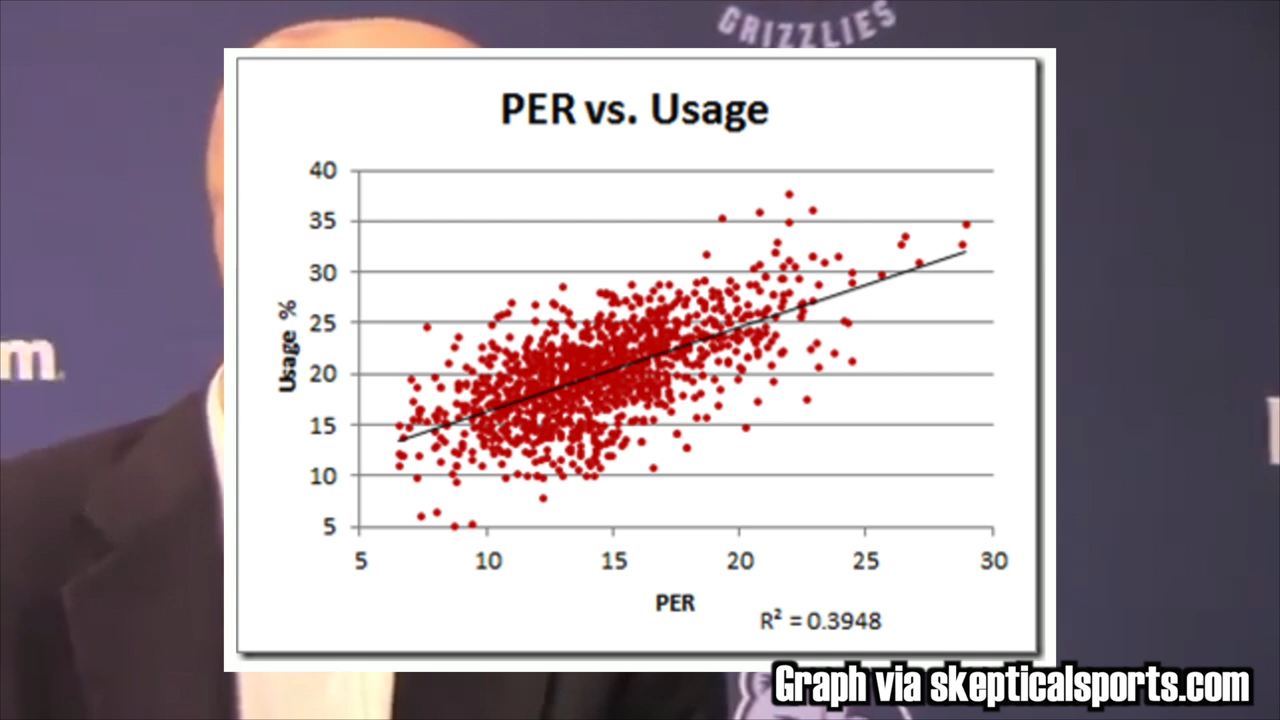 GRIZZLIES
PER vs. Usage
40
35
30
25
20
15
10
5
Usage %
5 10 15 20 25 30
PER
R² = 0.3948
m
Graph via skepticalsports.com